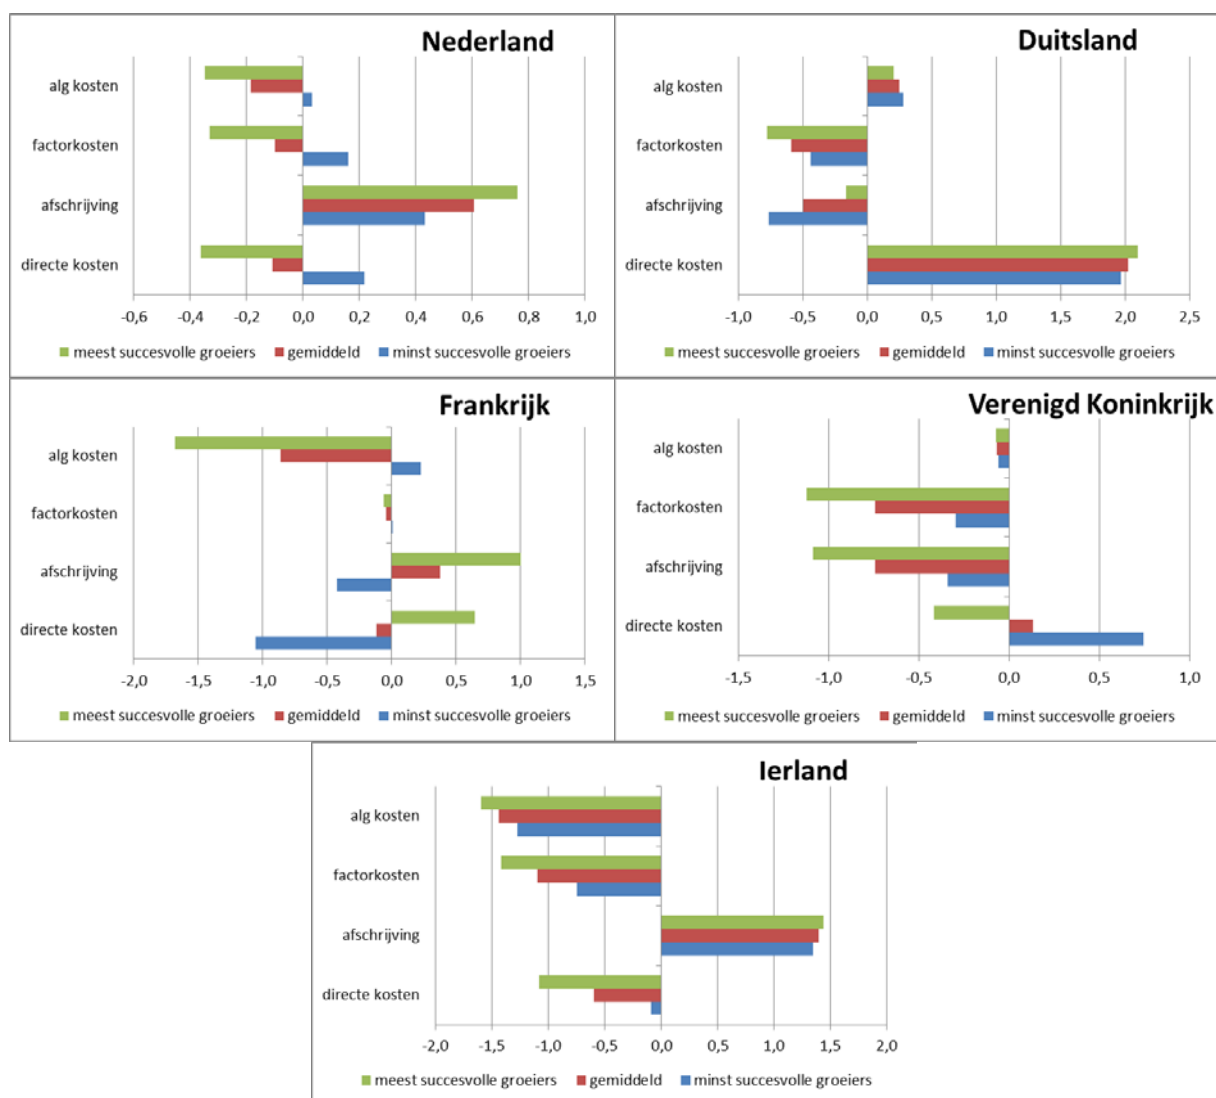 Nederland
alg kosten
factorkosten
afschrijving
directe kosten
-0,6 -0,4 -0,2 0,0 0,2 0,4 0,6 0,8 1,0
meest succesvolle groeiers gemiddeld minst succesvolle groeiers
Duitsland
alg kosten
factorkosten
afschrijving
directe kosten
-1,0 -0,5 0,0 0,5 1,0 1,5 2,0 2,5
meest succesvolle groeiers gemiddeld minst succesvolle groeiers
Frankrijk
alg kosten
factorkosten
afschrijving
directe kosten
-2,0 -1,5 -1,0 -0,5 0,0 0,5 1,0 1,5
meest succesvolle groeiers gemiddeld minst succesvolle groeiers
Verenigd Koninkrijk
alg kosten
factorkosten
afschrijving
directe kosten
-1,5 -1,0 -0,5 0,0 0,5 1,0
meest succesvolle groeiers gemiddeld minst succesvolle groeiers
Ierland
alg kosten
factorkosten
afschrijving
directe kosten
-2,0 -1,5 -1,0 -0,5 0,0 0,5 1,0 1,5 2,0
meest succesvolle groeiers gemiddeld minst succesvolle groeiers